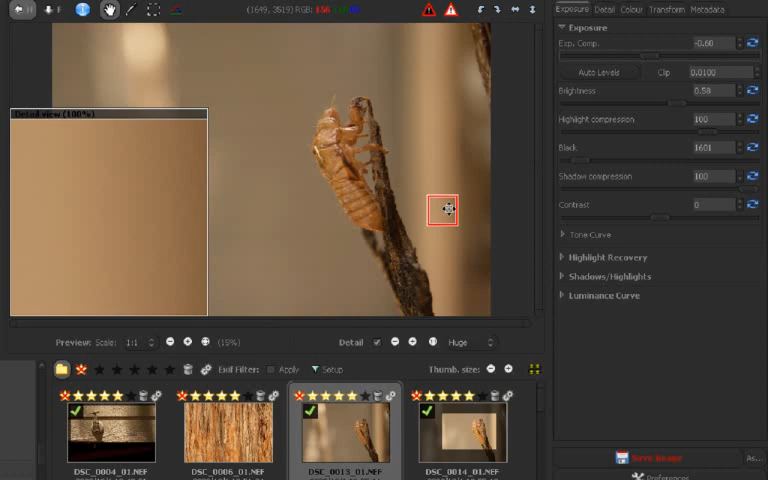 (1649, 3519) RGB: 166
Exposure Detail Colour Transform Metadata
Exposure
Exp. Comp. -0.60
Auto Levels Clip 0.0100
Brightness 0.58
Highlight compression 100
Black 1601
Shadow compression 100
Contrast 0
Tone Curve
Highlight Recovery
Shadows/Highlights
Luminance Curve
Detail view (100%)
Preview: Scale: 1:1 (19%) Detail Huge
Exif Filter: Apply Setup Thumb. size:
DSC_0004_01.NEF DSC_0006_01.NEF DSC_0013_01.NEF DSC_0014_01.NEF
Save Image As...
Preferences